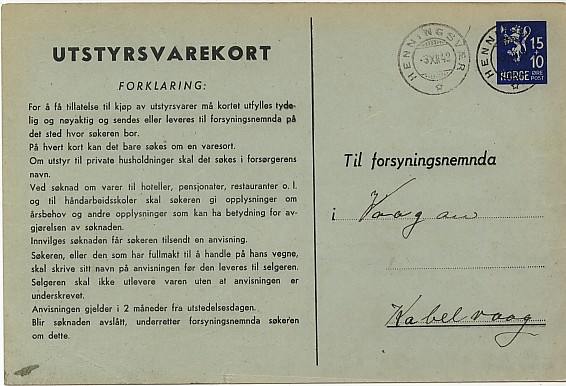 UTSTYRSVAREKORT
FORKLARING:
For å få tillatelse til kjøp av utstyrsvarer må kortet utfylles tyde-
lig og nøyaktig og sendes eller leveres til forsyningsnemnda på
det sted hvor søkeren bor.
På hvert kort kan det bare søkes om en varesort.
Om utstyr til private husholdninger skal det søkes i forsørgerens
navn.
Ved søknad om varer til hoteller, pensjonater, restauranter o. l.
og til håndarbeidsskoler skal søkeren gi opplysninger om
årsbehov og andre opplysninger som kan ha betydning for av-
gjørelsen av søknaden.
Innvilges søknaden får søkeren tilsendt en anvisning.
Søkeren, eller den som har fullmakt til å handle på hans vegne,
skal skrive sitt navn på anvisningen før den leveres til selgeren.
Selgeren skal ikke utlevere varen uten at anvisningen er
underskrevet.
Anvisningen gjelder i 2 måneder fra utstedelsesdagen.
Blir søknaden avslått, underretter forsyningsnemnda søkeren
om dette.
HENNINGSVÆR
-3XII42
HENN
15
+
10
NORGE ØRE
POST
Til forsyningsnemnda
i Vaagan
Kabelvaag